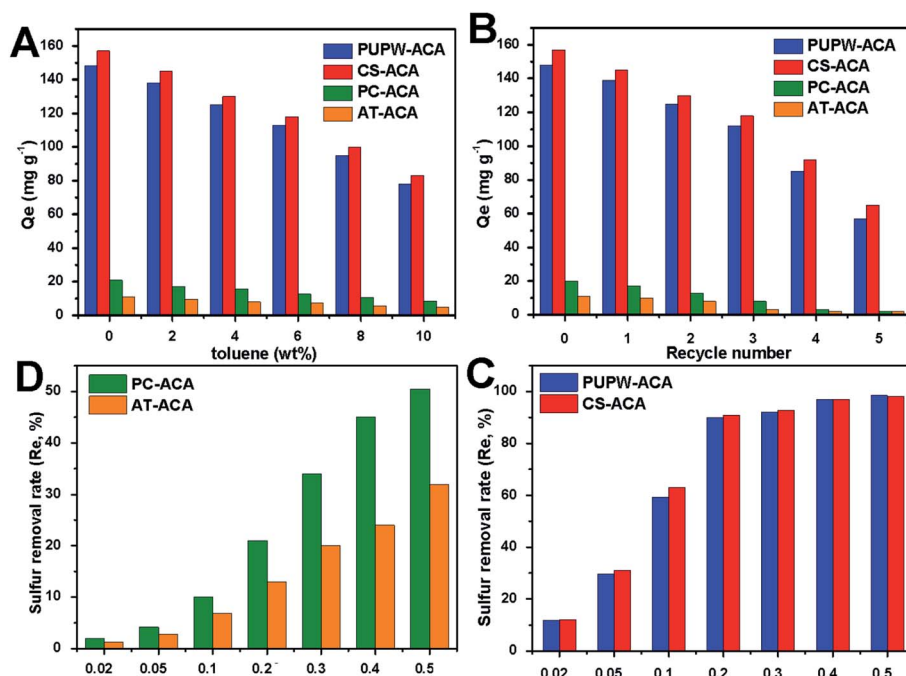 A
PUPW-ACA
CS-ACA
PC-ACA
AT-ACA
160
140
120
100
80
60
40
20
0
Qe (mg g⁻¹)
0 2 4 6 8 10
toluene (wt%)
B
PUPW-ACA
CS-ACA
PC-ACA
AT-ACA
160
140
120
100
80
60
40
20
0
Qe (mg g⁻¹)
0 1 2 3 4 5
Recycle number
D
PC-ACA
AT-ACA
50
40
30
20
10
0
Sulfur removal rate (Re, %)
0.02 0.05 0.1 0.2 0.3 0.4 0.5
C
PUPW-ACA
CS-ACA
100
80
60
40
20
0
Sulfur removal rate (Re, %)
0.02 0.05 0.1 0.2 0.3 0.4 0.5